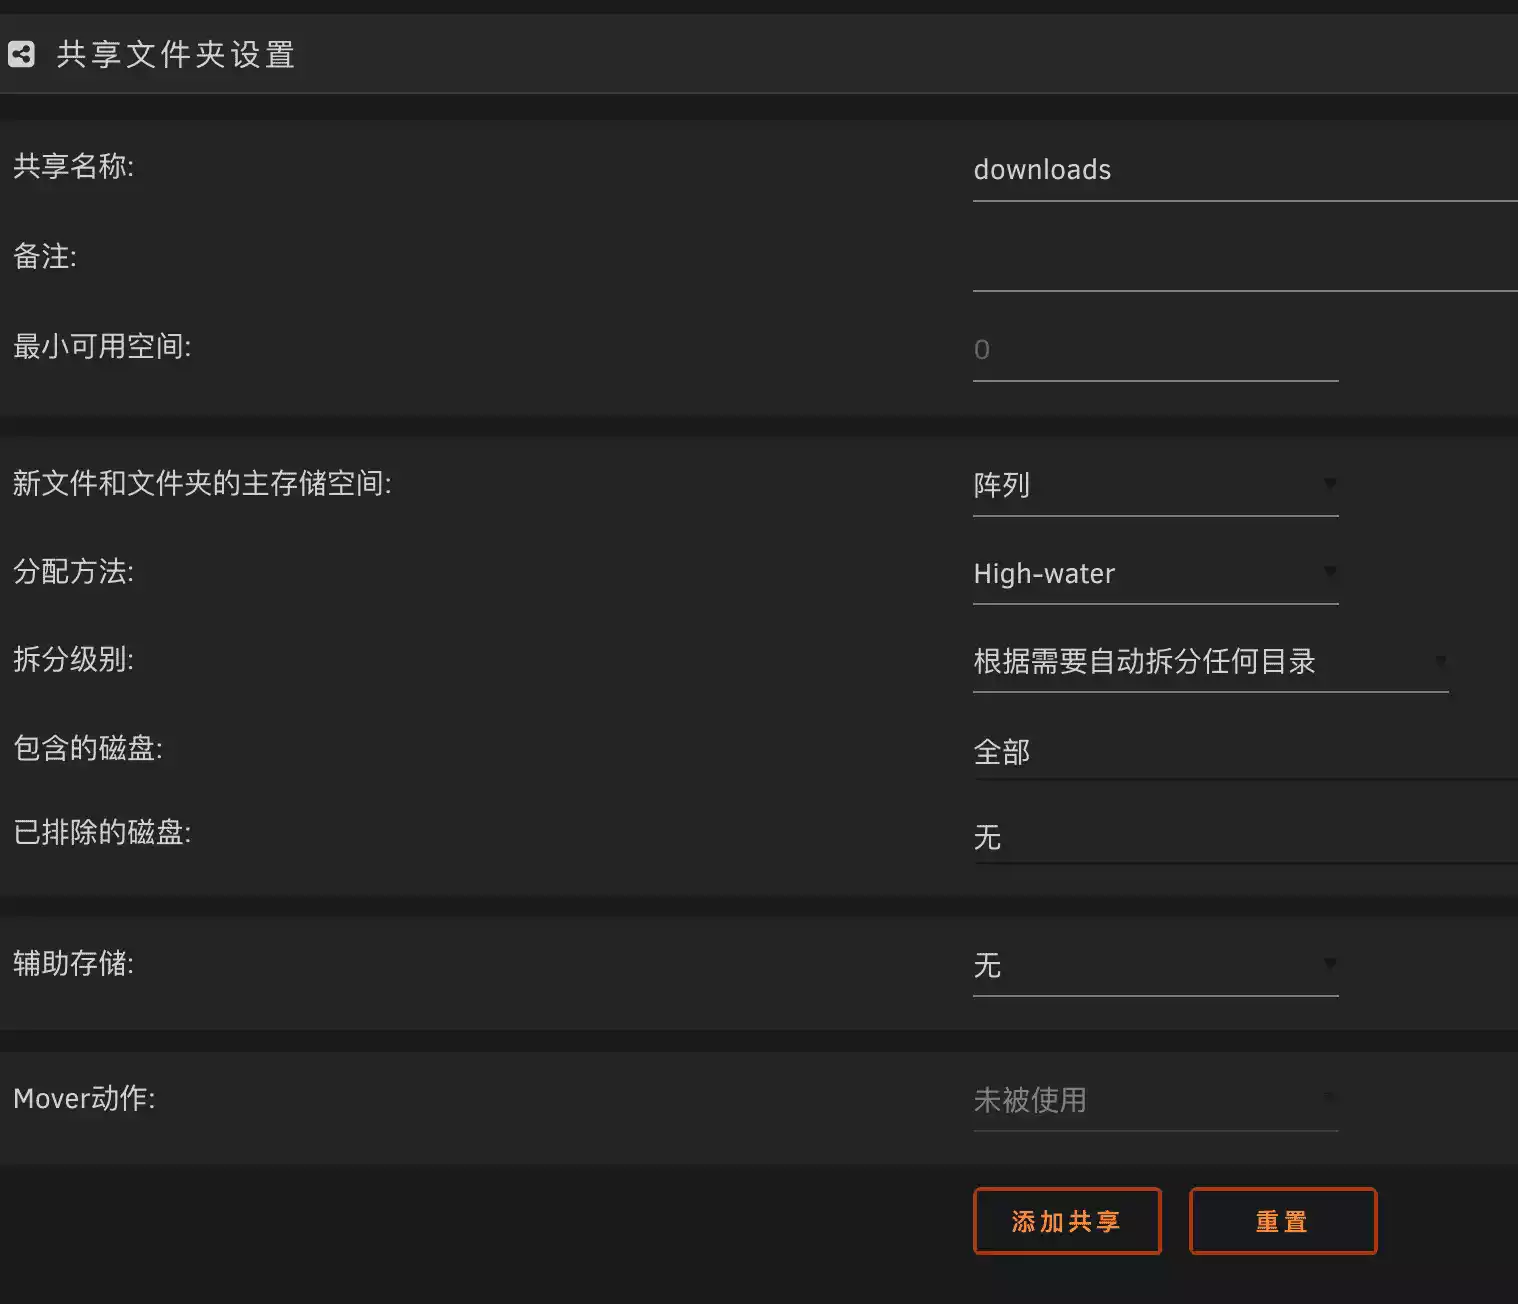 共享文件夹设置
共享名称: downloads
备注:
最小可用空间: 0
新文件和文件夹的主存储空间: 阵列
分配方法: High-water
拆分级别: 根据需要自动拆分任何目录
包含的磁盘: 全部
已排除的磁盘: 无
辅助存储: 无
Mover动作: 未被使用
添加共享 重置